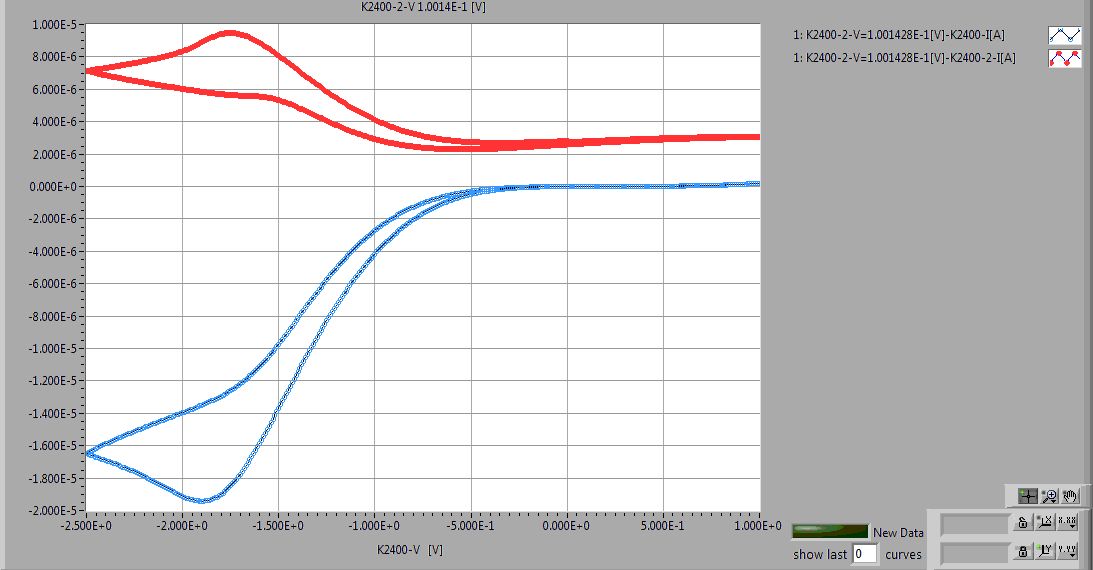 K2400-2-V 1.0014E-1 [V]
1.000E-5
8.000E-6
6.000E-6
4.000E-6
2.000E-6
0.000E+0
-2.000E-6
-4.000E-6
-6.000E-6
-8.000E-6
-1.000E-5
-1.200E-5
-1.400E-5
-1.600E-5
-1.800E-5
-2.000E-5
-2.500E+0 -2.000E+0 -1.500E+0 -1.000E+0 -5.000E-1 0.000E+0 5.000E-1 1.000E+0
K2400-V [V]
1: K2400-2-V=1.001428E-1[V]-K2400-I[A]
1: K2400-2-V=1.001428E-1[V]-K2400-2-I[A]
New Data
show last 0 curves
X X.XX
Y Y.YY